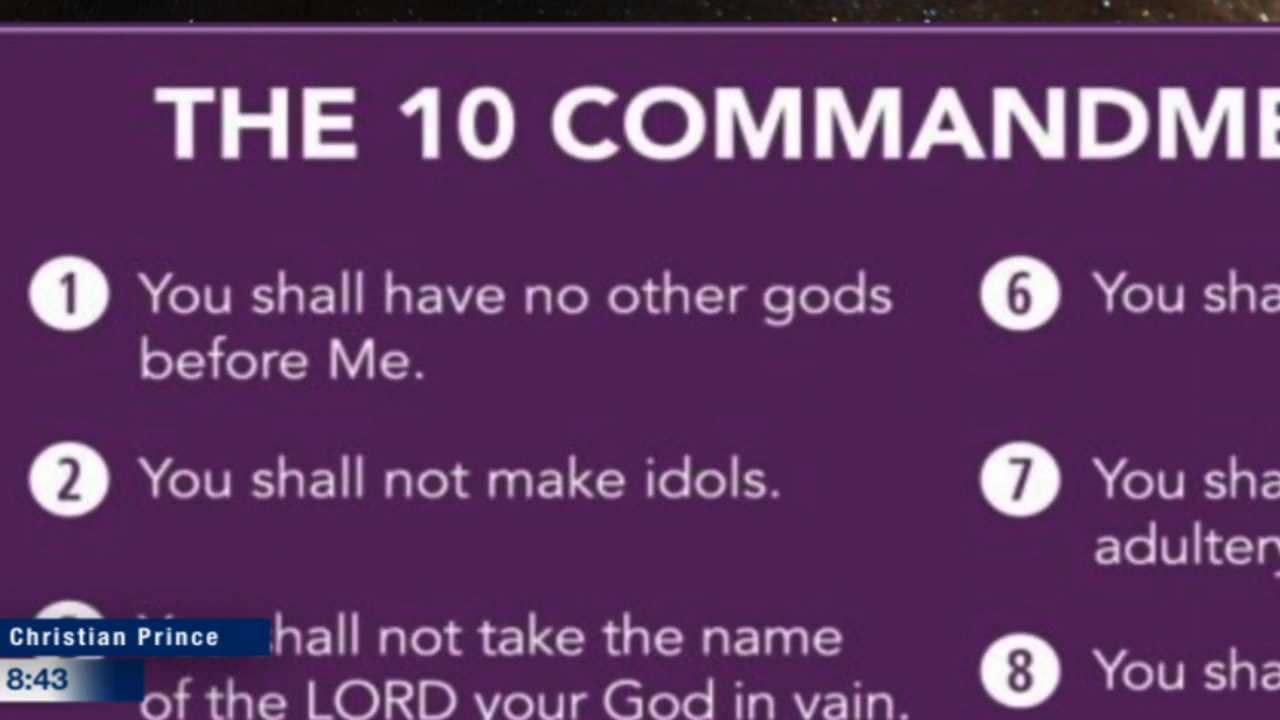 THE 10 COMMANDME
1 You shall have no other gods
before Me.
2 You shall not make idols.
shall not take the name
of the LORD your God in vain.
6 You sha
7 You sha
adulter
8 You sha
Christian Prince
8:43